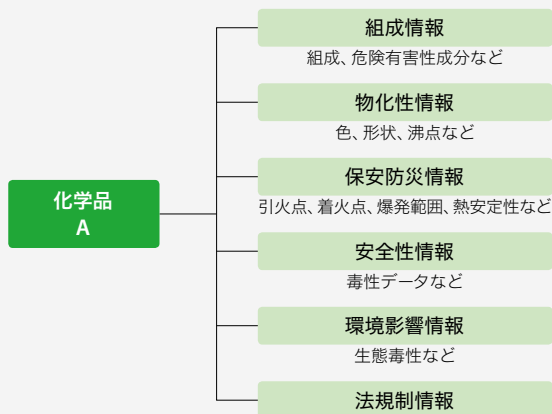 化学品
A
組成情報
組成、危険有害性成分など
物化性情報
色、形状、沸点など
保安防災情報
引火点、着火点、爆発範囲、熱安定性など
安全性情報
毒性データなど
環境影響情報
生態毒性など
法規制情報